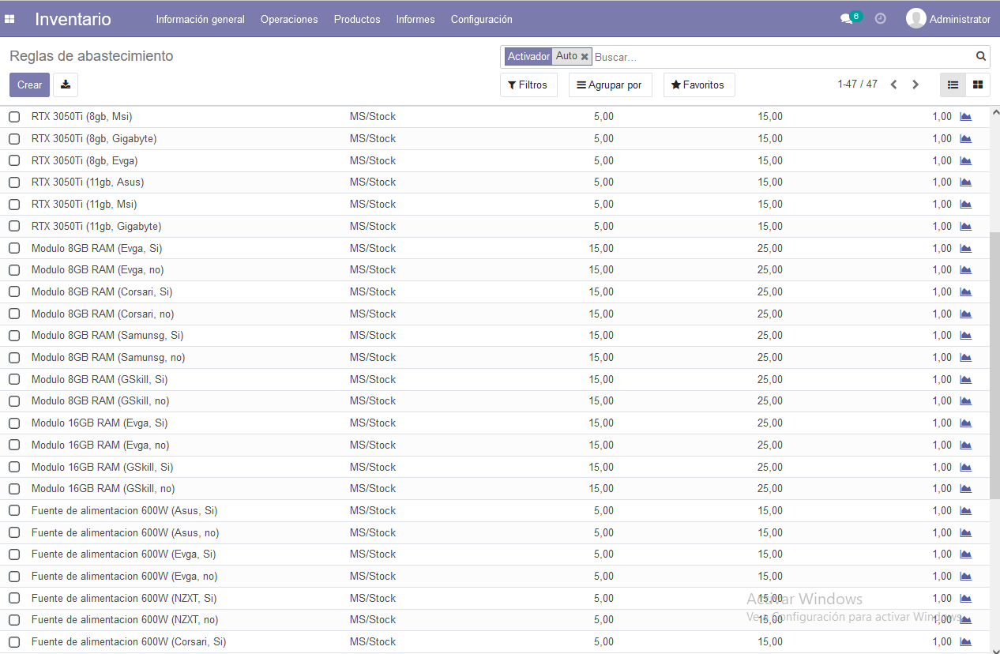 Inventario Información general Operaciones Productos Informes Configuración 6 Administrator
Reglas de abastecimiento Activador Auto Buscar...
Crear Filtros Agrupar por Favoritos 1-47 / 47
RTX 3050Ti (8gb, Msi) MS/Stock 5,00 15,00 1,00
RTX 3050Ti (8gb, Gigabyte) MS/Stock 5,00 15,00 1,00
RTX 3050Ti (8gb, Evga) MS/Stock 5,00 15,00 1,00
RTX 3050Ti (11gb, Asus) MS/Stock 5,00 15,00 1,00
RTX 3050Ti (11gb, Msi) MS/Stock 5,00 15,00 1,00
RTX 3050Ti (11gb, Gigabyte) MS/Stock 5,00 15,00 1,00
Modulo 8GB RAM (Evga, Si) MS/Stock 15,00 25,00 1,00
Modulo 8GB RAM (Evga, no) MS/Stock 15,00 25,00 1,00
Modulo 8GB RAM (Corsari, Si) MS/Stock 15,00 25,00 1,00
Modulo 8GB RAM (Corsari, no) MS/Stock 15,00 25,00 1,00
Modulo 8GB RAM (Samunsg, Si) MS/Stock 15,00 25,00 1,00
Modulo 8GB RAM (Samunsg, no) MS/Stock 15,00 25,00 1,00
Modulo 8GB RAM (GSkill, Si) MS/Stock 15,00 25,00 1,00
Modulo 8GB RAM (GSkill, no) MS/Stock 15,00 25,00 1,00
Modulo 16GB RAM (Evga, Si) MS/Stock 15,00 25,00 1,00
Modulo 16GB RAM (Evga, no) MS/Stock 15,00 25,00 1,00
Modulo 16GB RAM (GSkill, Si) MS/Stock 15,00 25,00 1,00
Modulo 16GB RAM (GSkill, no) MS/Stock 15,00 25,00 1,00
Fuente de alimentacion 600W (Asus, Si) MS/Stock 5,00 15,00 1,00
Fuente de alimentacion 600W (Asus, no) MS/Stock 5,00 15,00 1,00
Fuente de alimentacion 600W (Evga, Si) MS/Stock 5,00 15,00 1,00
Fuente de alimentacion 600W (Evga, no) MS/Stock 5,00 15,00 1,00
Fuente de alimentacion 600W (NZXT, Si) MS/Stock 5,00 15,00 1,00
Activar Windows
Fuente de alimentacion 600W (NZXT, no) MS/Stock 5,00 15,00 1,00
Ve a Configuración para activar Windows.
Fuente de alimentacion 600W (Corsari, Si) MS/Stock 5,00 15,00 1,00